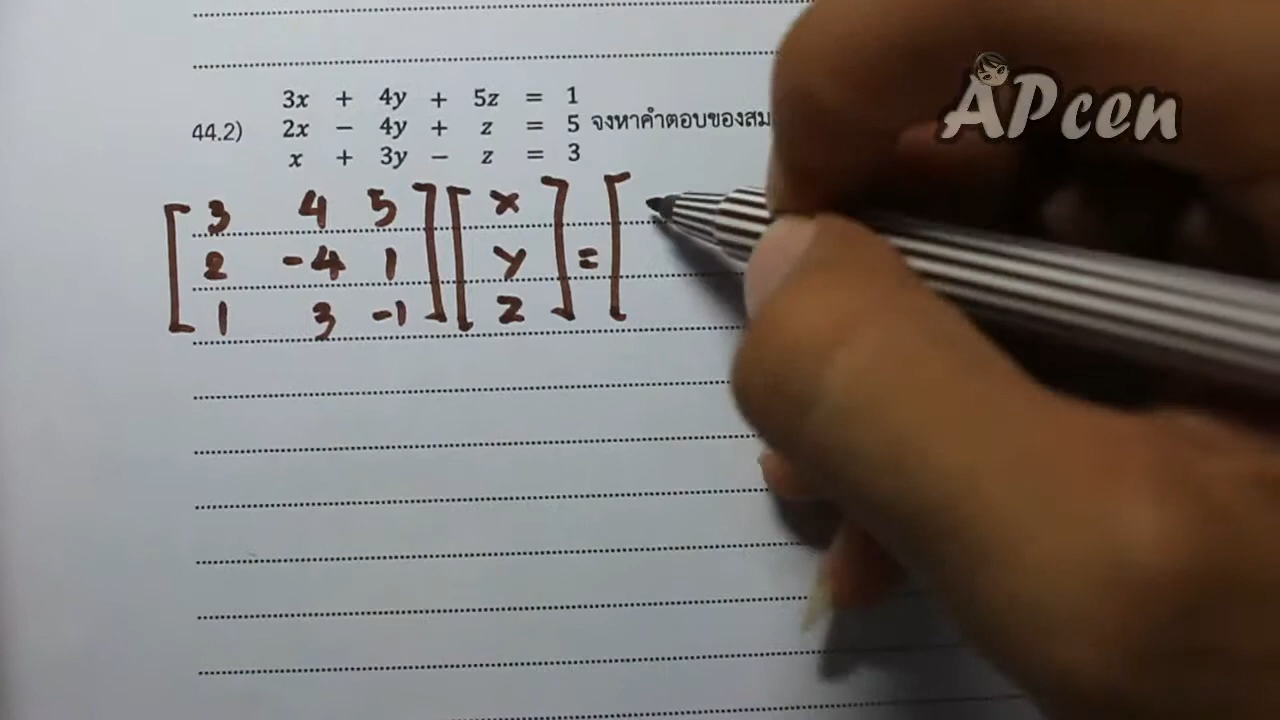 APcen
3x + 4y + 5z = 1
44.2) 2x − 4y + z = 5 จงหาคำตอบของสม
x + 3y − z = 3
[3 4 5] [x] = [
2 -4 1 y
1 3 -1 z